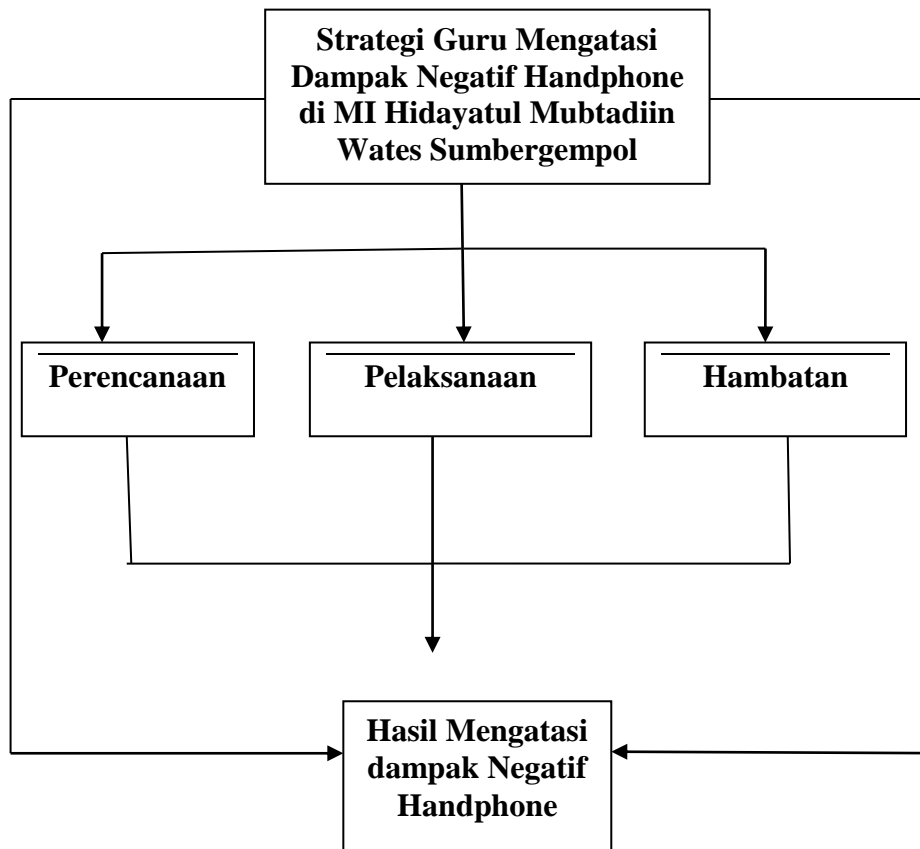 Strategi Guru Mengatasi
Dampak Negatif Handphone
di MI Hidayatul Mubtadiin
Wates Sumbergempol
Perencanaan
Pelaksanaan
Hambatan
Hasil Mengatasi
dampak Negatif
Handphone